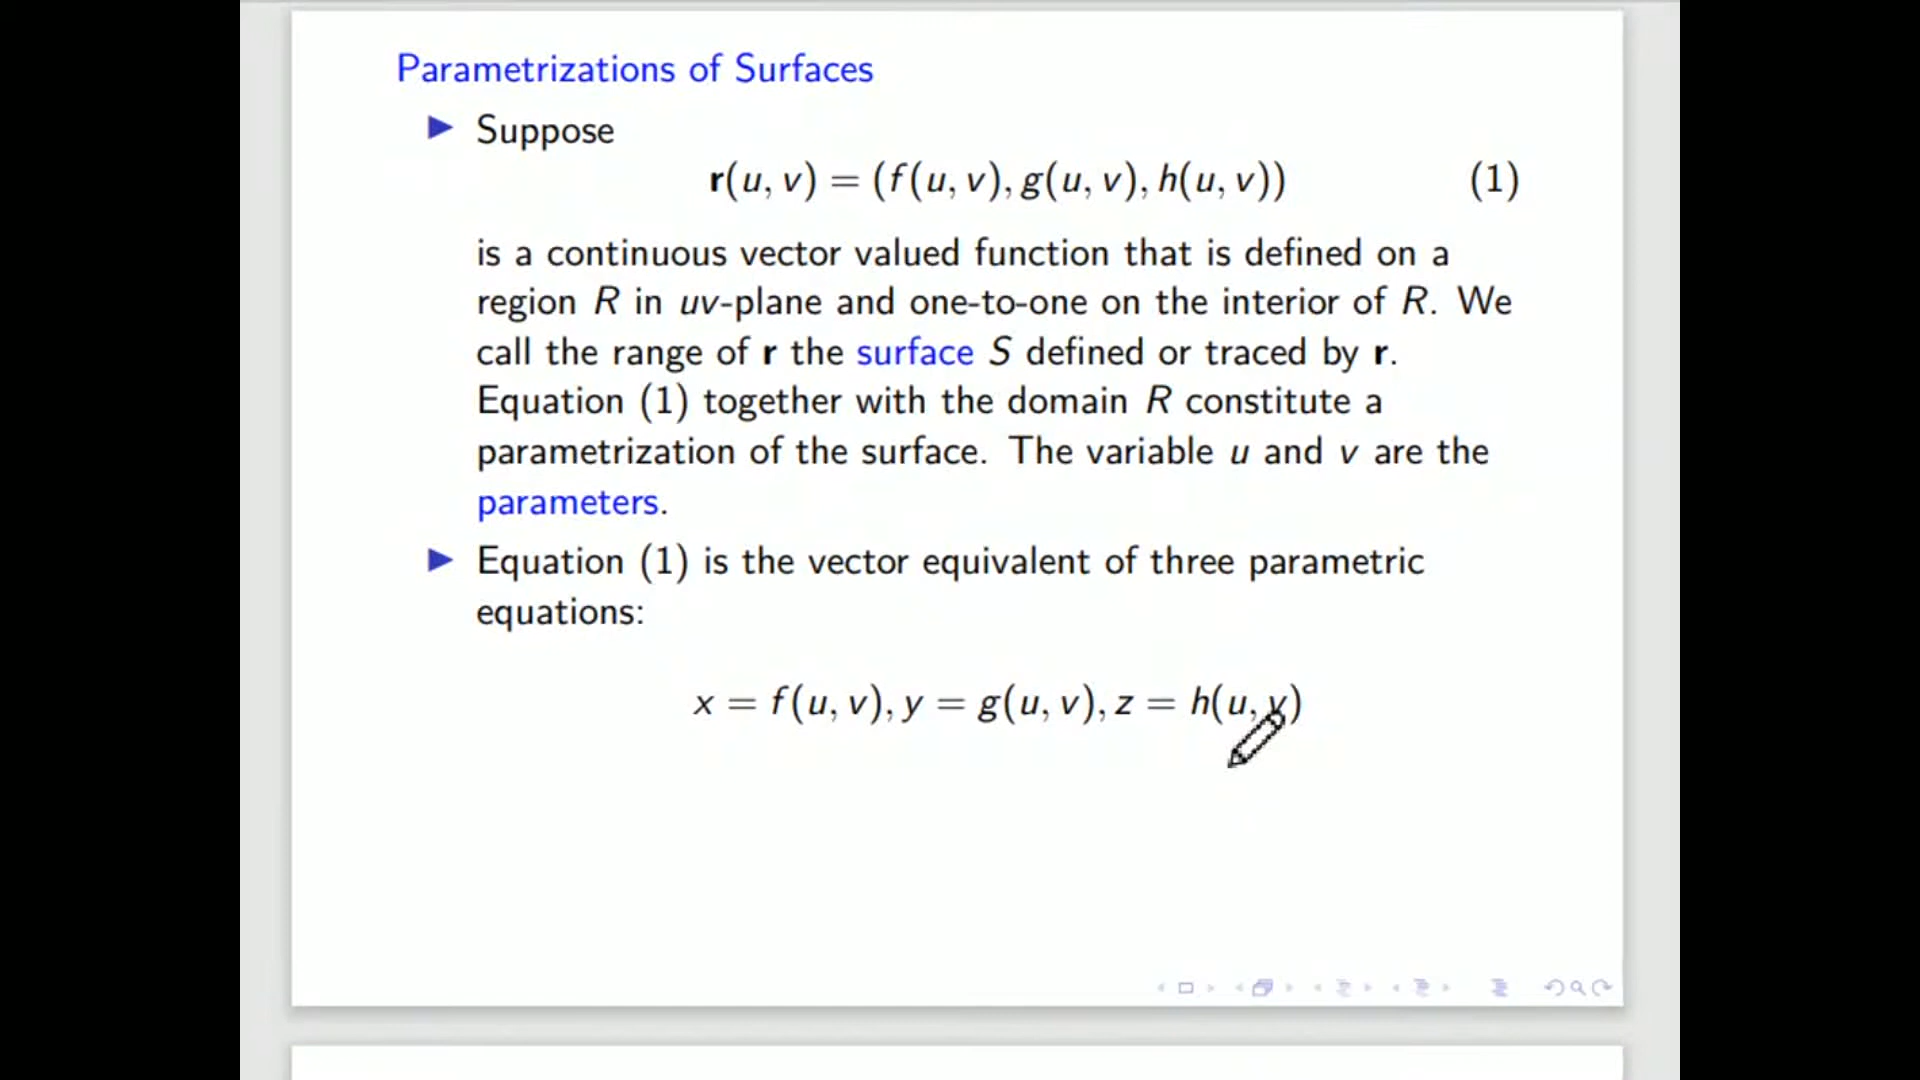 Parametrizations of Surfaces
▶ Suppose
r(u, v) = (f(u, v), g(u, v), h(u, v)) (1)
is a continuous vector valued function that is defined on a
region R in uv-plane and one-to-one on the interior of R. We
call the range of r the surface S defined or traced by r.
Equation (1) together with the domain R constitute a
parametrization of the surface. The variable u and v are the
parameters.
▶ Equation (1) is the vector equivalent of three parametric
equations:
x = f(u, v), y = g(u, v), z = h(u, v)